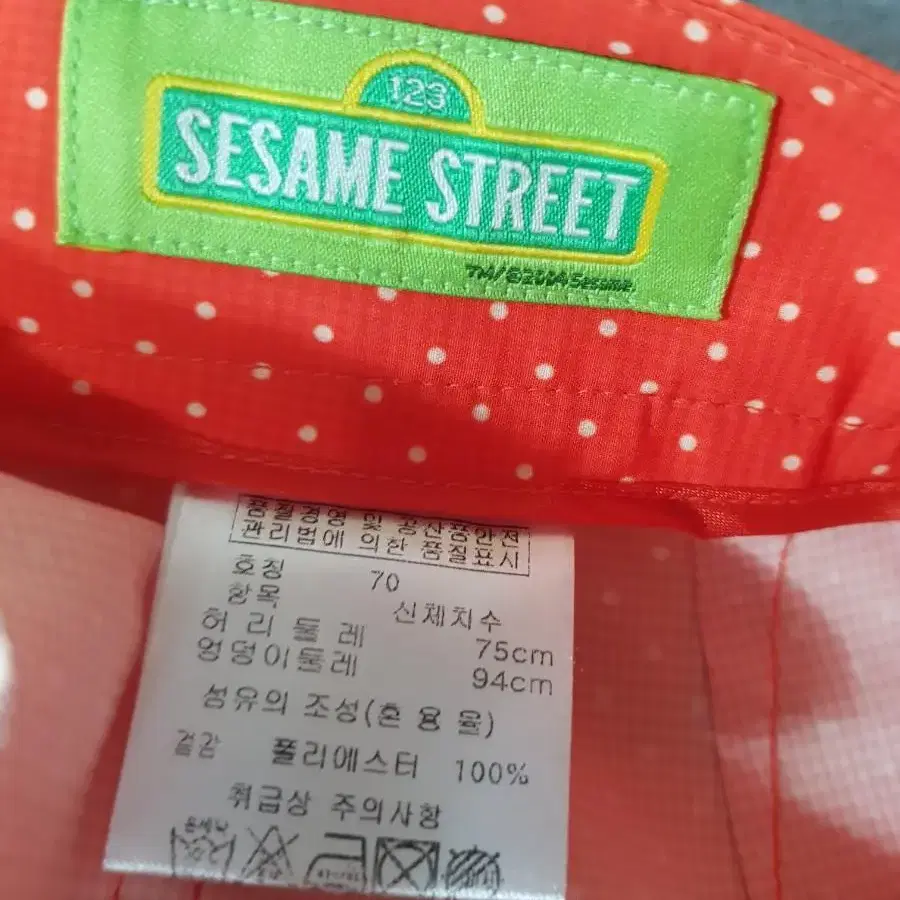 123
SESAME STREET
품질경영 및 공산품안전
관리법에 의한 품질표시
호칭 70
항목 신체치수
허리둘레 75cm
엉덩이둘레 94cm
섬유의 조성(혼용율)
겉감 폴리에스터 100%
취급상 주의사항